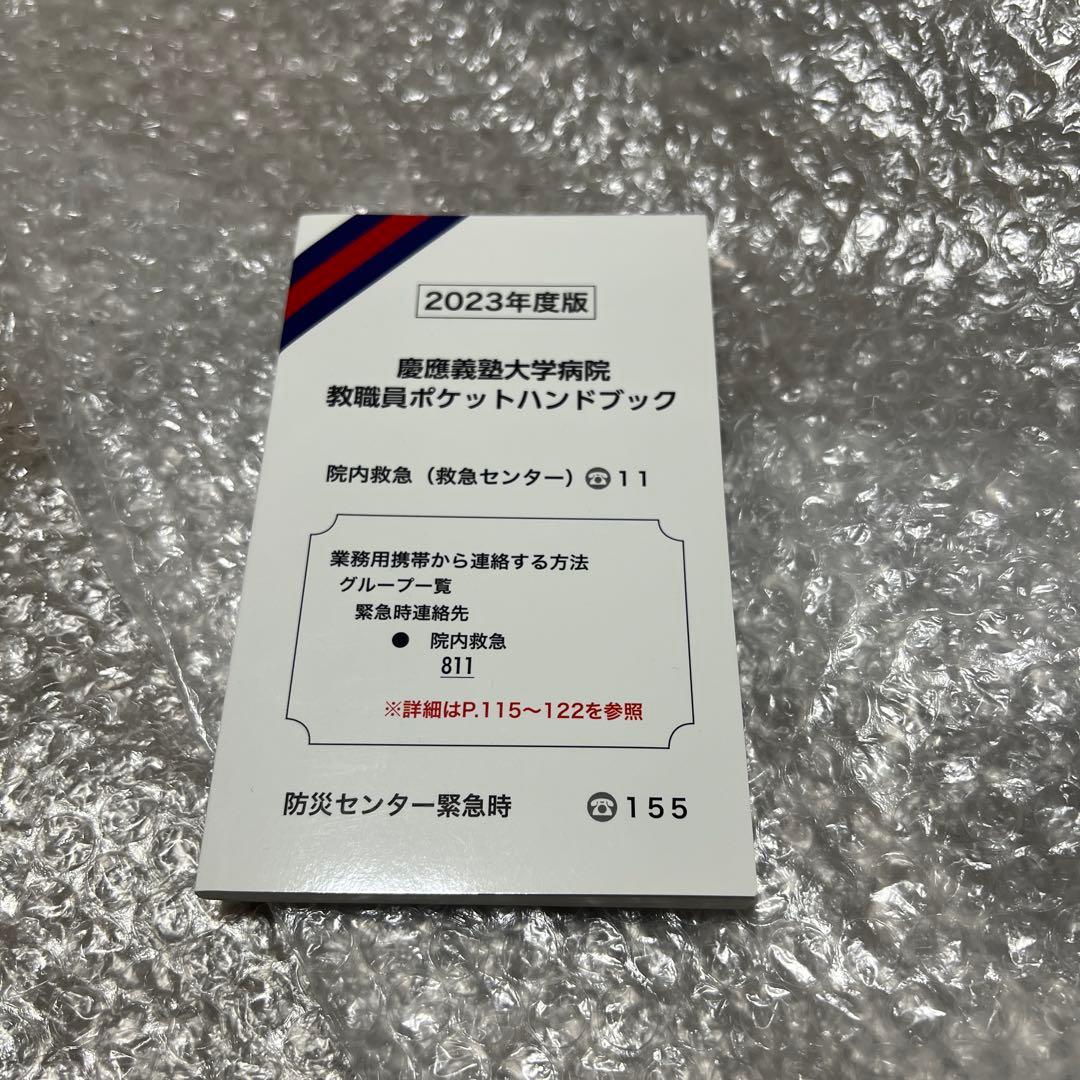 2023年度版
慶應義塾大学病院
教職員ポケットハンドブック
院内救急（救急センター）☎11
業務用携帯から連絡する方法
グループ一覧
緊急時連絡先
● 院内救急
811
※詳細はP.115〜122を参照
防災センター緊急時 ☎155